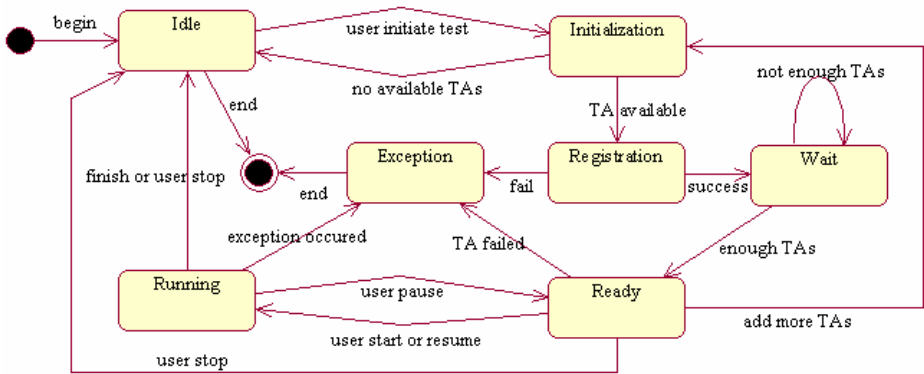 begin
Idle
user initiate test
Initialization
no available TAs
not enough TAs
end
TA available
Exception
Registration
Wait
finish or user stop
end
fail
success
exception occured
TA failed
enough TAs
Running
user pause
Ready
user start or resume
add more TAs
user stop